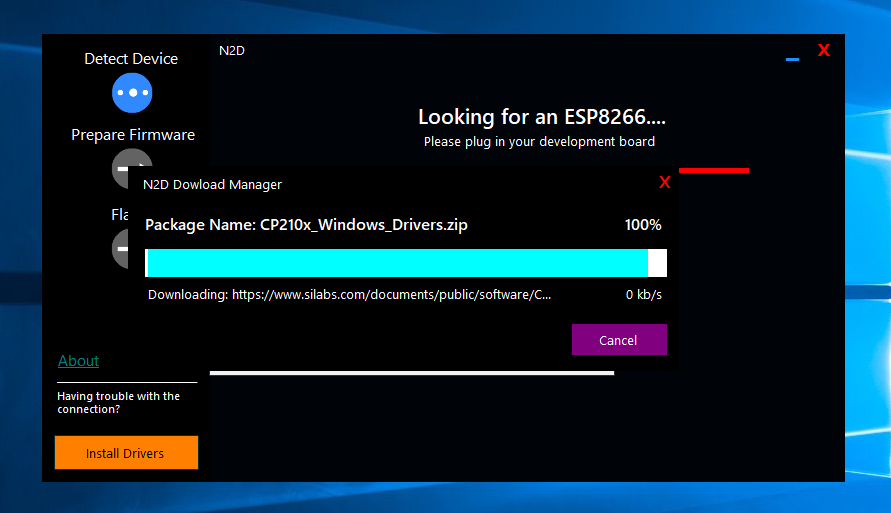 Detect Device
N2D
X
Looking for an ESP8266....
Prepare Firmware
Please plug in your development board
N2D Dowload Manager
X
Fla
Package Name: CP210x_Windows_Drivers.zip
100%
Downloading: https://www.silabs.com/documents/public/software/C...
0 kb/s
Cancel
About
Having trouble with the
connection?
Install Drivers